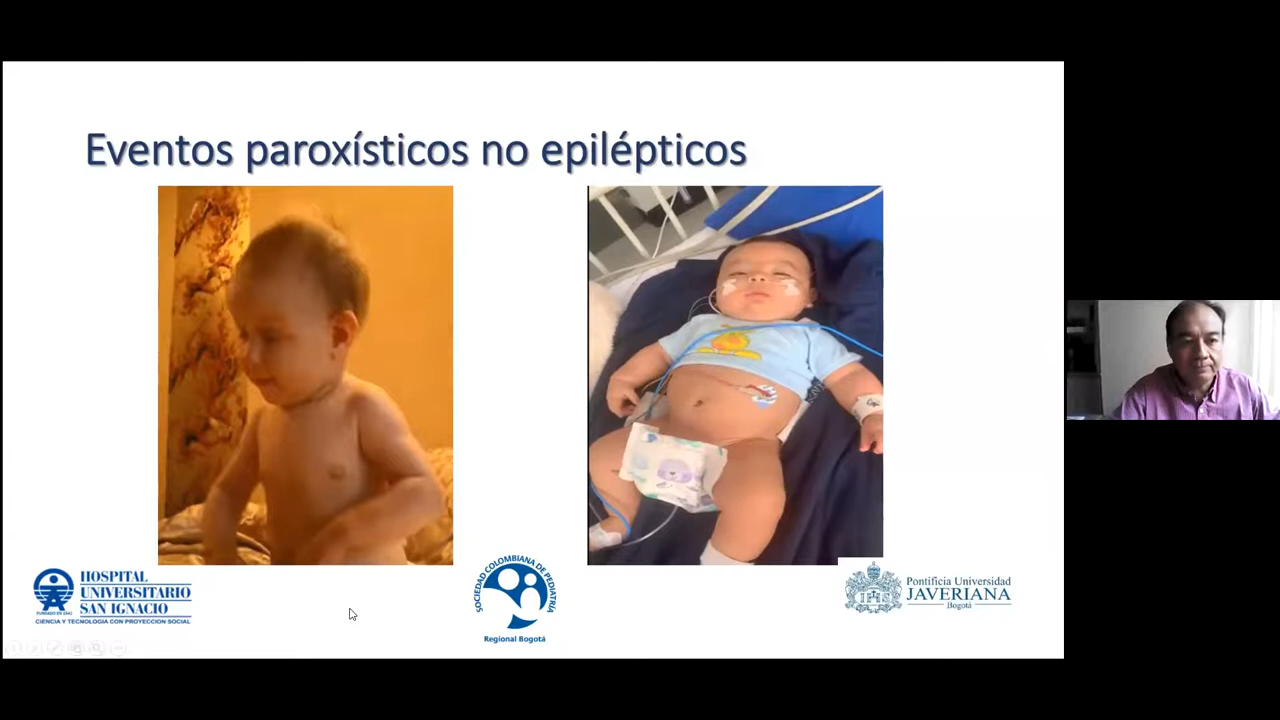 Eventos paroxísticos no epilépticos
HOSPITAL
UNIVERSITARIO
SAN IGNACIO
FUNDADO EN 1942
CIENCIA Y TECNOLOGIA CON PROYECCION SOCIAL
SOCIEDAD COLOMBIANA DE PEDIATRIA
Regional Bogotá
Pontificia Universidad
JAVERIANA
Bogotá